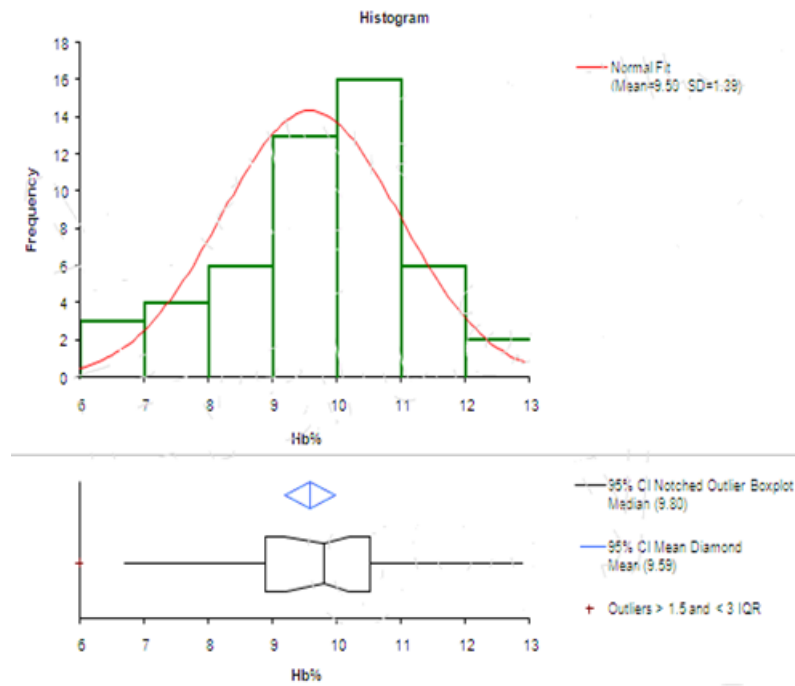 Histogram
18
16
14
12
10
8
6
4
2
0
Frequency
6 7 8 9 10 11 12 13
Hb%
Normal Fit
(Mean=9.50 SD=1.39)
95% CI Notched Outlier Boxplot
Median (9.80)
95% CI Mean Diamond
Mean (9.59)
Outliers > 1.5 and < 3 IQR
6 7 8 9 10 11 12 13
Hb%